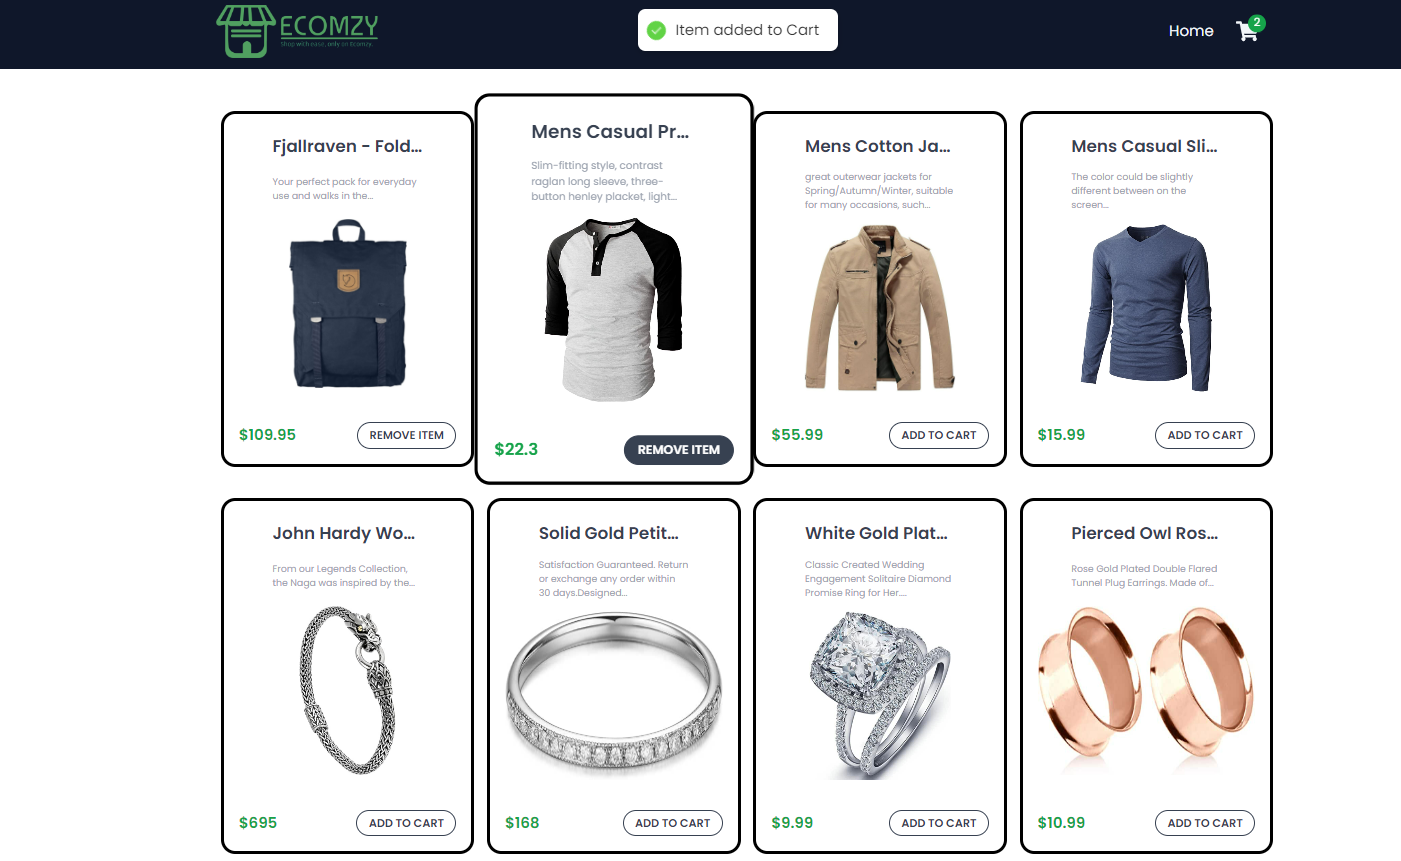 ECOMZY
Shop with ease, only on Ecomzy.
Item added to Cart
Home
2
Fjallraven - Fold...
Your perfect pack for everyday
use and walks in the...
$109.95
REMOVE ITEM
Mens Casual Pr...
Slim-fitting style, contrast
raglan long sleeve, three-
button henley placket, light...
$22.3
REMOVE ITEM
Mens Cotton Ja...
great outerwear jackets for
Spring/Autumn/Winter, suitable
for many occasions, such...
$55.99
ADD TO CART
Mens Casual Sli...
The color could be slightly
different between on the
screen...
$15.99
ADD TO CART
John Hardy Wo...
From our Legends Collection,
the Naga was inspired by the...
$695
ADD TO CART
Solid Gold Petit...
Satisfaction Guaranteed. Return
or exchange any order within
30 days.Designed...
$168
ADD TO CART
White Gold Plat...
Classic Created Wedding
Engagement Solitaire Diamond
Promise Ring for Her....
$9.99
ADD TO CART
Pierced Owl Ros...
Rose Gold Plated Double Flared
Tunnel Plug Earrings. Made of...
$10.99
ADD TO CART